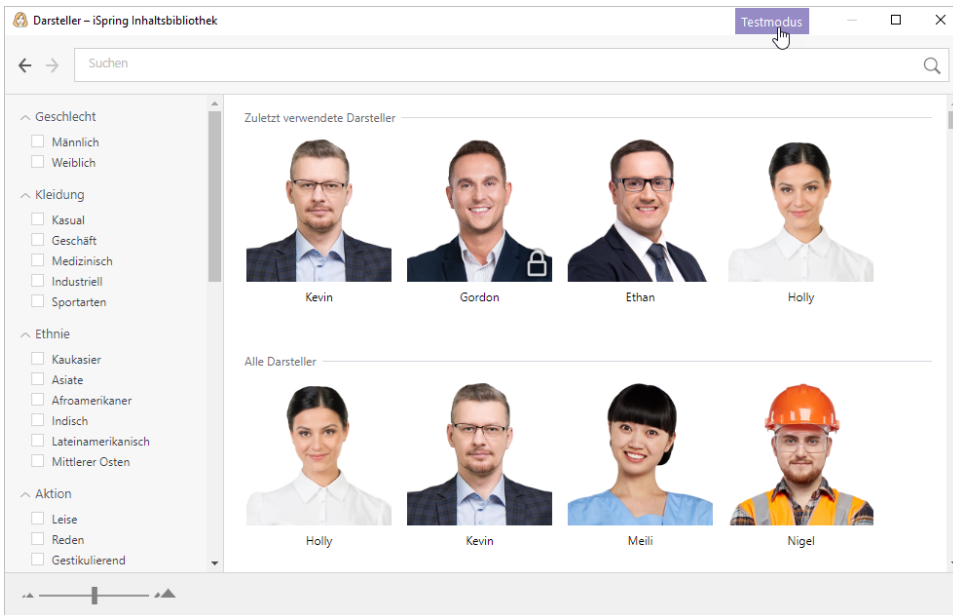 Darsteller – iSpring Inhaltsbibliothek
Testmodus
Suchen
Geschlecht
Männlich
Weiblich
Kleidung
Kasual
Geschäft
Medizinisch
Industriell
Sportarten
Ethnie
Kaukasier
Asiate
Afroamerikaner
Indisch
Lateinamerikanisch
Mittlerer Osten
Aktion
Leise
Reden
Gestikulierend
Zuletzt verwendete Darsteller
Kevin Gordon Ethan Holly
Alle Darsteller
Holly Kevin Meili Nigel